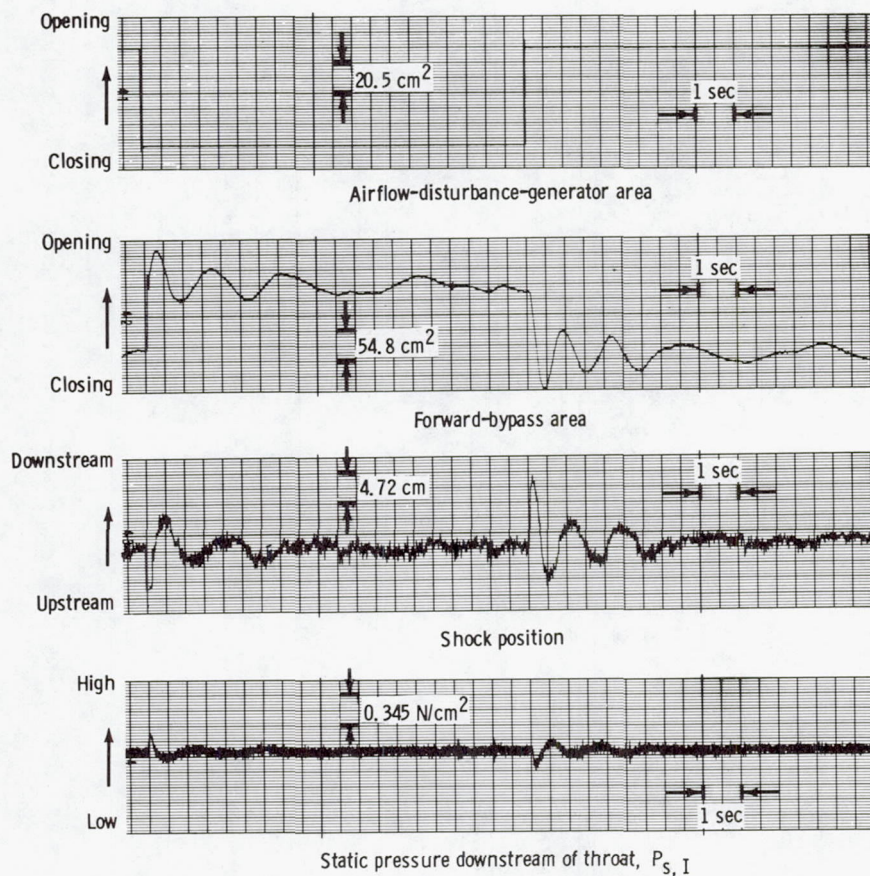 Opening
20.5 cm²
1 sec
Closing
Airflow-disturbance-generator area
Opening
1 sec
54.8 cm²
Closing
Forward-bypass area
Downstream
1 sec
4.72 cm
Upstream
Shock position
High
0.345 N/cm²
Low
1 sec
Static pressure downstream of throat, P_s, I